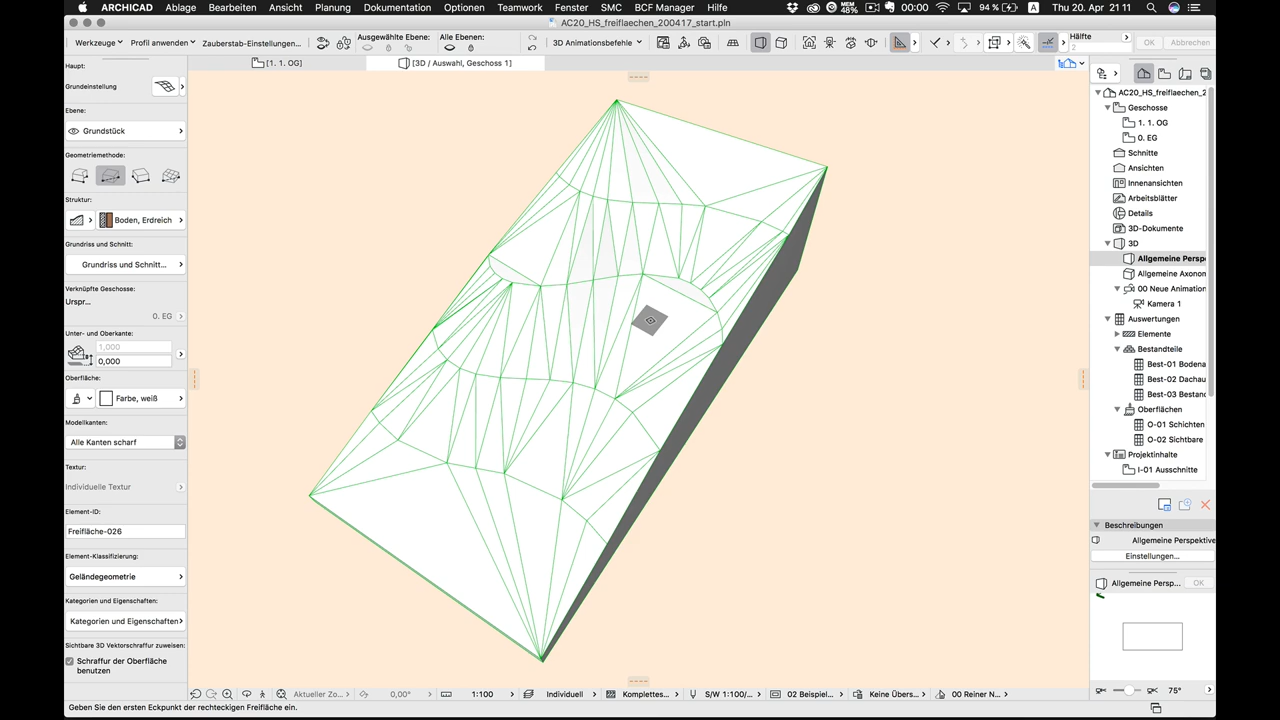 ARCHICAD Ablage Bearbeiten Ansicht Planung Dokumentation Optionen Teamwork Fenster SMC BCF Manager Hilfe
MEM 48% 00:00 94 % Thu 20. Apr 21 11
AC20_HS_freiflaechen_200417_start.pln
Werkzeuge Profil anwenden Zauberstab-Einstellungen...
Ausgewählte Ebene: Alle Ebenen:
3D Animationsbefehle
Hälfte
2
OK Abbrechen
[1. 1. OG]
[3D / Auswahl, Geschoss 1]
Haupt:
Grundeinstellung
Ebene:
Grundstück
Geometriemethode:
Struktur:
Boden, Erdreich
Grundriss und Schnitt:
Grundriss und Schnitt...
Verknüpfte Geschosse:
Urspr...
0. EG
Unter- und Oberkante:
1,000
0,000
Oberfläche:
Farbe, weiß
Modellkanten:
Alle Kanten scharf
Textur:
Individuelle Textur
Element-ID:
Freifläche-026
Element-Klassifizierung:
Geländegeometrie
Kategorien und Eigenschaften:
Kategorien und Eigenschaften
Sichtbare 3D Vektorschraffur zuweisen:
Schraffur der Oberfläche
benutzen
AC20_HS_freiflaechen_2
Geschosse
1. 1. OG
0. EG
Schnitte
Ansichten
Innenansichten
Arbeitsblätter
Details
3D-Dokumente
3D
Allgemeine Persp
Allgemeine Axonom
00 Neue Animation
Kamera 1
Auswertungen
Elemente
Bestandteile
Best-01 Bodena
Best-02 Dachau
Best-03 Bestand
Oberflächen
O-01 Schichten
O-02 Sichtbare
Projektinhalte
I-01 Ausschnitte
Beschreibungen
Allgemeine Perspektive
Einstellungen...
Allgemeine Persp... OK
75°
Aktueller Zo... 0,00° 1:100 Individuell Komplettes... S/W 1:100/... 02 Beispiel... Keine Übers... 00 Reiner N...
Geben Sie den ersten Eckpunkt der rechteckigen Freifläche ein.